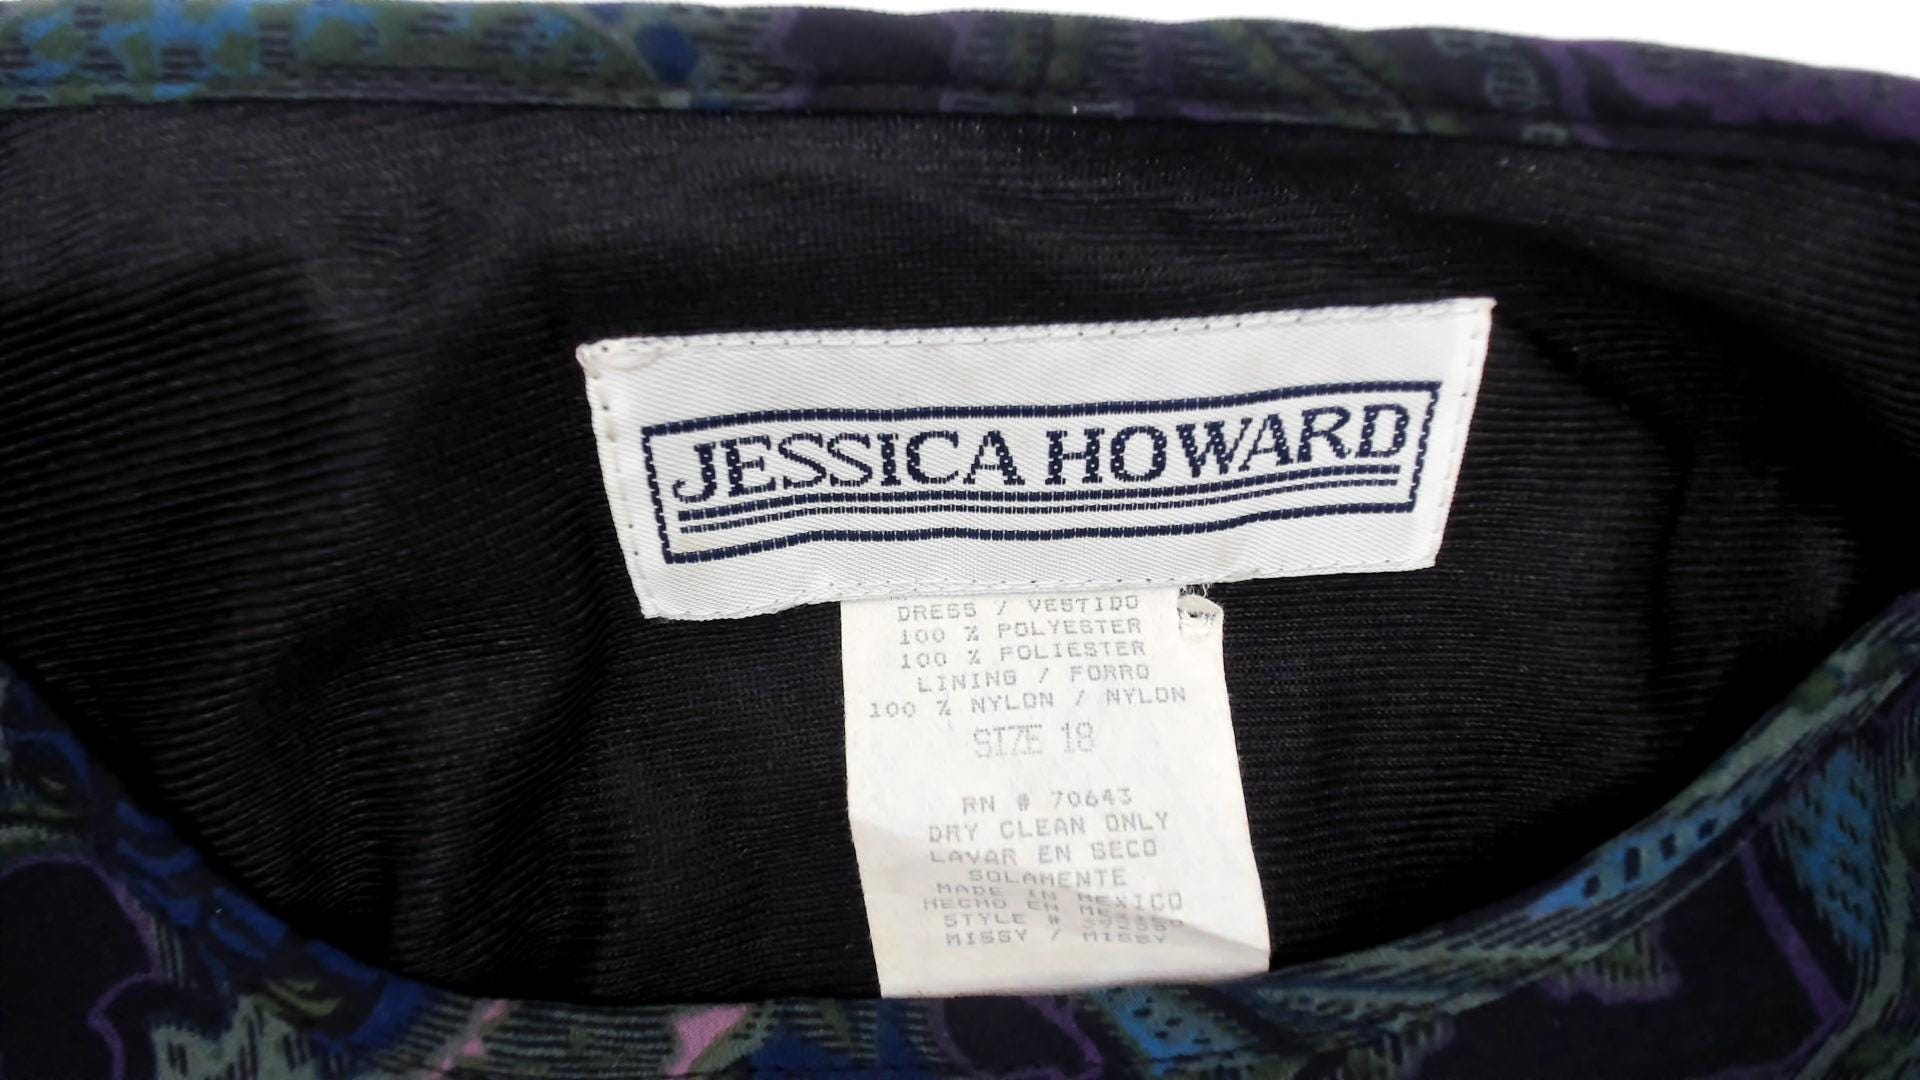 JESSICA HOWARD
DRESS / VESTIDO
100 % POLYESTER
100 % POLIESTER
LINING / FORRO
100 % NYLON / NYLON
SIZE 18
RN # 70643
DRY CLEAN ONLY
LAVAR EN SECO
SOLAMENTE
MADE IN MEXICO
HECHO EN
STYLE #
MISSY / MISSY